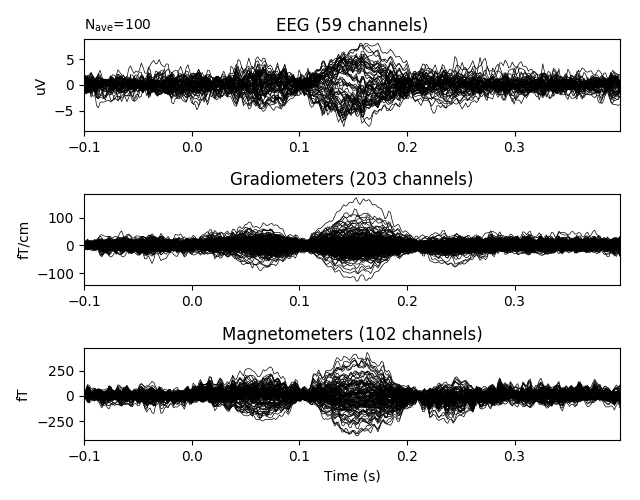 N_ave=100
EEG (59 channels)
uV
5
0
−5
−0.1 0.0 0.1 0.2 0.3
Gradiometers (203 channels)
fT/cm
100
0
−100
−0.1 0.0 0.1 0.2 0.3
Magnetometers (102 channels)
fT
250
0
−250
−0.1 0.0 0.1 0.2 0.3
Time (s)